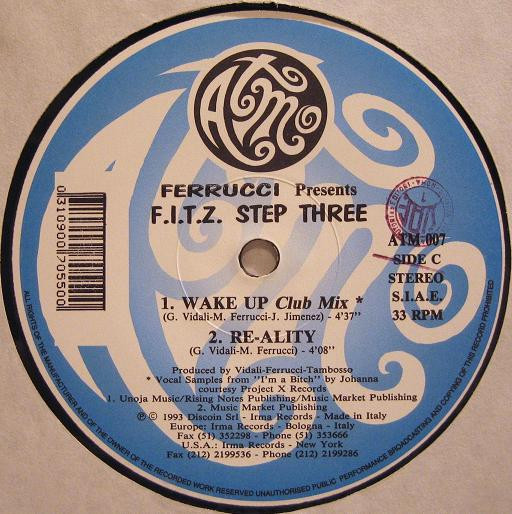 Atmo
FERRUCCI Presents
F.I.T.Z. STEP THREE
ATM.007
SIDE C
STEREO
S.I.A.E.
33 RPM
1. WAKE UP Club Mix *
(G. Vidali-M. Ferrucci-J. Jimenez) - 4'37''
2. RE-ALITY
(G. Vidali-M. Ferrucci) - 4'08''
Produced by Vidali-Ferrucci-Tambosso
* Vocal Samples from ''I'm a Bitch'' by Johanna
courtesy Project X Records
1. Unoja Music/Rising Notes Publishing/Music Market Publishing
2. Music Market Publishing
℗ © 1993 Discoin Srl - Irma Records - Made in Italy
Europe: Irma Records - Bologna - Italy
Fax (51) 352298 - Phone (51) 353666
U.S.A.: Irma Records - New York
Fax (212) 2199536 - Phone (212) 2199286
ALL RIGHTS OF THE MANUFACTURER AND OF THE OWNER OF THE RECORDED WORK RESERVED UNAUTHORISED PUBLIC PERFORMANCE BROADCASTING AND COPYING OF THIS RECORD PROHIBITED